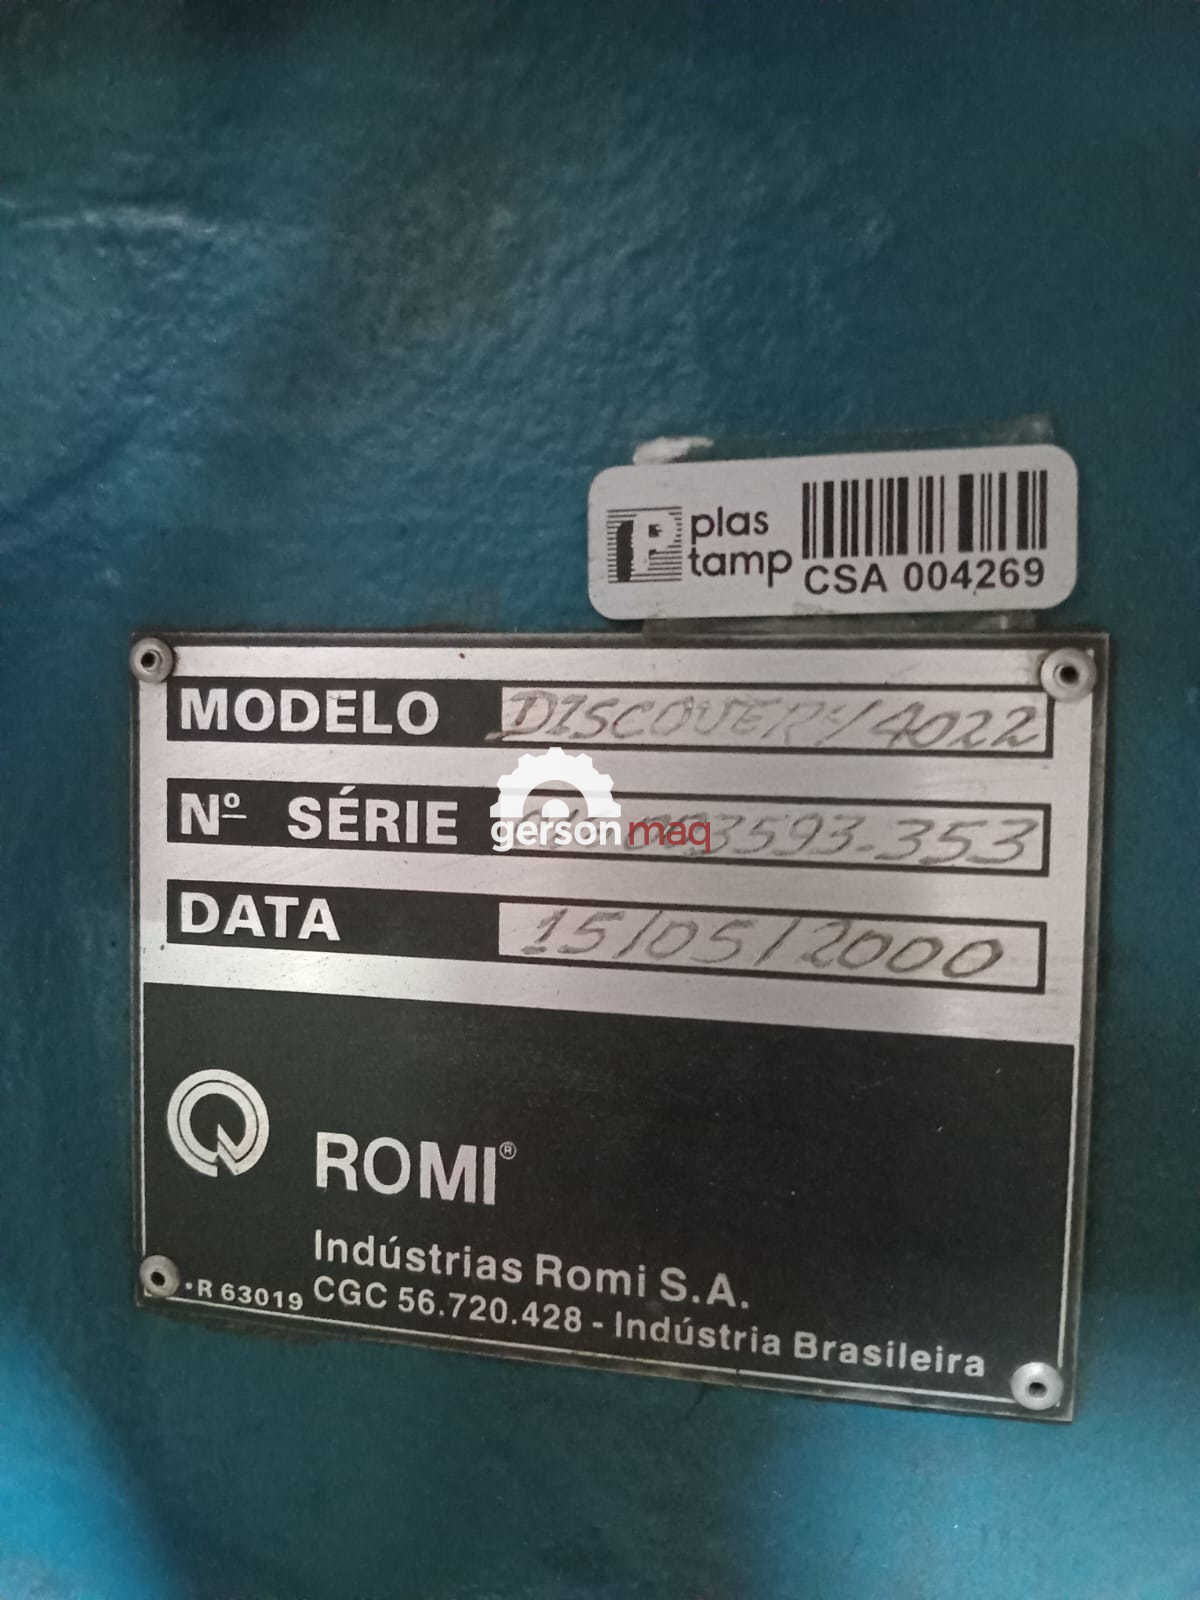 plas
tamp
CSA 004269
MODELO DISCOVERY/4022
Nº SÉRIE 003593-353
gerson maq
DATA 15/05/2000
ROMI®
Indústrias Romi S.A.
•R 63019 CGC 56.720.428 - Indústria Brasileira